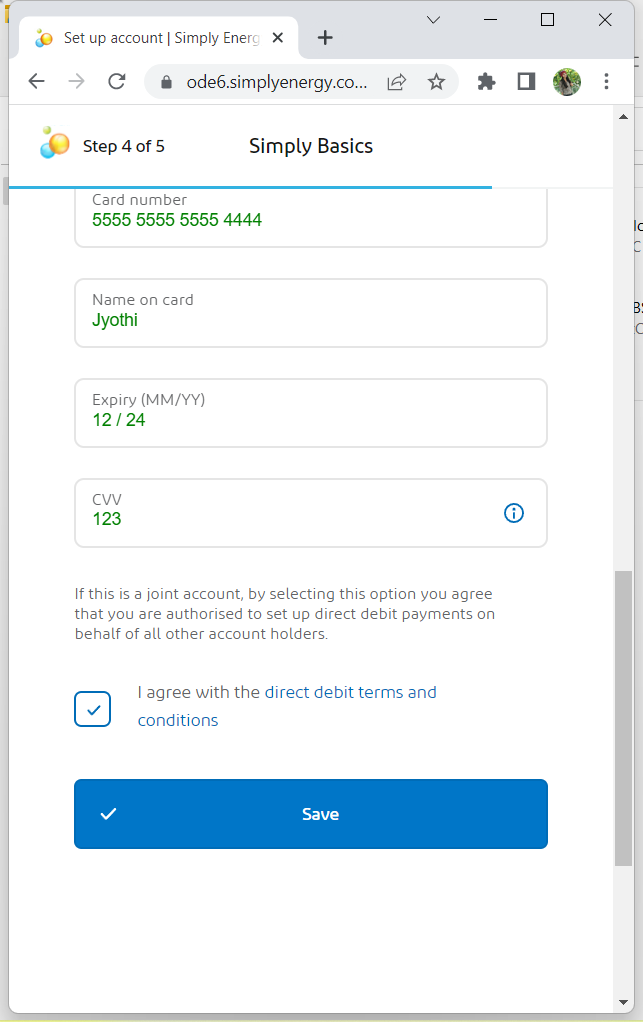 Set up account | Simply Energ
ode6.simplyenergy.co...
Step 4 of 5
Simply Basics
Card number
5555 5555 5555 4444
Name on card
Jyothi
Expiry (MM/YY)
12 / 24
CVV
123
If this is a joint account, by selecting this option you agree
that you are authorised to set up direct debit payments on
behalf of all other account holders.
I agree with the direct debit terms and
conditions
Save